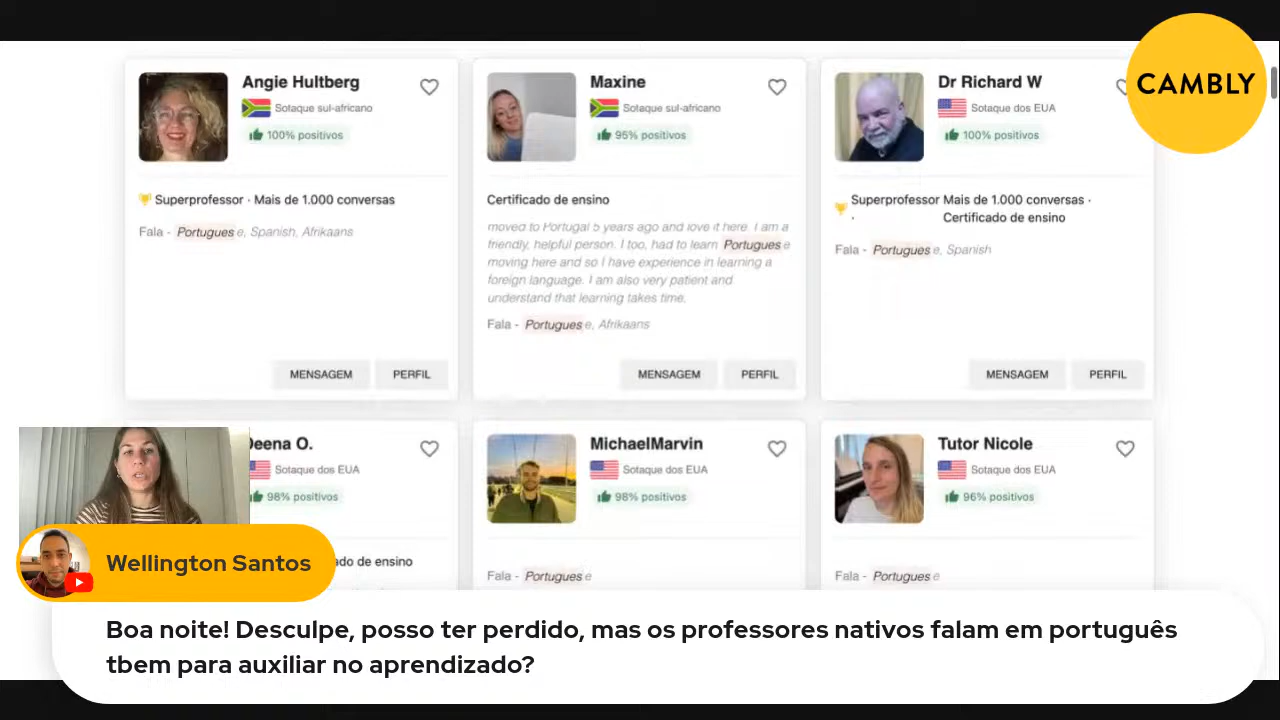 CAMBLY
Angie Hultberg
Sotaque sul-africano
100% positivos
Superprofessor · Mais de 1.000 conversas
Fala - Portuguese, Spanish, Afrikaans
MENSAGEM
PERFIL
Maxine
Sotaque sul-africano
95% positivos
Certificado de ensino
moved to Portugal 5 years ago and love it here. I am a
friendly, helpful person. I too, had to learn Portuguese
moving here and so I have experience in learning a
foreign language. I am also very patient and
understand that learning takes time.
Fala - Portuguese, Afrikaans
MENSAGEM
PERFIL
Dr Richard W
Sotaque dos EUA
100% positivos
Superprofessor Mais de 1.000 conversas ·
· Certificado de ensino
Fala - Portuguese, Spanish
MENSAGEM
PERFIL
Deena O.
Sotaque dos EUA
98% positivos
ado de ensino
MichaelMarvin
Sotaque dos EUA
98% positivos
Fala - Portuguese
Tutor Nicole
Sotaque dos EUA
96% positivos
Fala - Portuguese
Wellington Santos
Boa noite! Desculpe, posso ter perdido, mas os professores nativos falam em português
tbem para auxiliar no aprendizado?